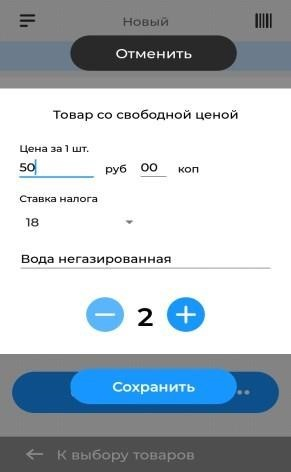 Новый
Отменить
Товар со свободной ценой
Цена за 1 шт.
50 руб 00 коп
Ставка налога
18
Вода негазированная
2
Сохранить
К выбору товаров